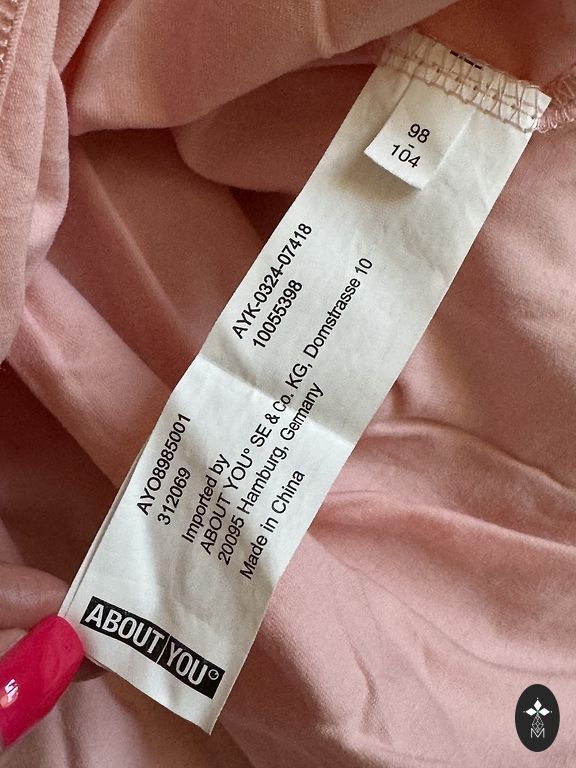 98
-
104
AYK-0324-07418
10055398
AYO8985001
312069
Imported by
ABOUT YOU° SE & Co. KG, Domstrasse 10
20095 Hamburg, Germany
Made in China
ABOUT YOU°
M